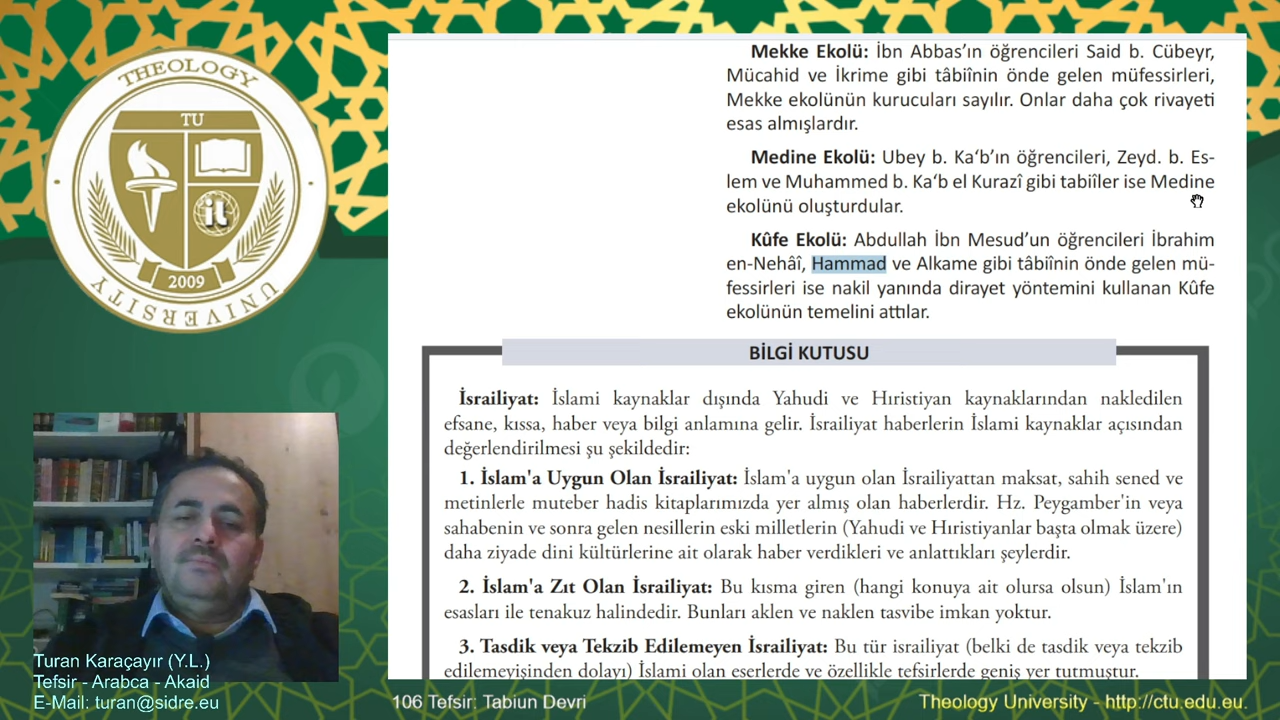 THEOLOGY
UNIVERSITY
TU
2009
Mekke Ekolü: İbn Abbas’ın öğrencileri Said b. Cübeyr,
Mücahid ve İkrime gibi tâbiînin önde gelen müfessirleri,
Mekke ekolünün kurucuları sayılır. Onlar daha çok rivayeti
esas almışlardır.
Medine Ekolü: Ubey b. Ka‘b’ın öğrencileri, Zeyd. b. Es-
lem ve Muhammed b. Ka‘b el Kurazî gibi tabiîler ise Medine
ekolünü oluşturdular.
Kûfe Ekolü: Abdullah İbn Mesud’un öğrencileri İbrahim
en-Nehâî, Hammad ve Alkame gibi tâbiînin önde gelen mü-
fessirleri ise nakil yanında dirayet yöntemini kullanan Kûfe
ekolünün temelini attılar.
BİLGİ KUTUSU
İsrailiyat: İslami kaynaklar dışında Yahudi ve Hıristiyan kaynaklarından nakledilen
efsane, kıssa, haber veya bilgi anlamına gelir. İsrailiyat haberlerin İslami kaynaklar açısından
değerlendirilmesi şu şekildedir:
1. İslam'a Uygun Olan İsrailiyat: İslam'a uygun olan İsrailiyattan maksat, sahih sened ve
metinlerle muteber hadis kitaplarımızda yer almış olan haberlerdir. Hz. Peygamber'in veya
sahabenin ve sonra gelen nesillerin eski milletlerin (Yahudi ve Hıristiyanlar başta olmak üzere)
daha ziyade dini kültürlerine ait olarak haber verdikleri ve anlattıkları şeylerdir.
2. İslam'a Zıt Olan İsrailiyat: Bu kısma giren (hangi konuya ait olursa olsun) İslam'ın
esasları ile tenakuz halindedir. Bunları aklen ve naklen tasvibe imkan yoktur.
3. Tasdik veya Tekzib Edilemeyen İsrailiyat: Bu tür israiliyat (belki de tasdik veya tekzib
edilemeyişinden dolayı) İslami olan eserlerde ve özellikle tefsirlerde geniş yer tutmuştur.
Turan Karaçayır (Y.L.)
Tefsir - Arabca - Akaid
E-Mail: turan@sidre.eu
106 Tefsir: Tabiun Devri
Theology University - http://ctu.edu.eu.